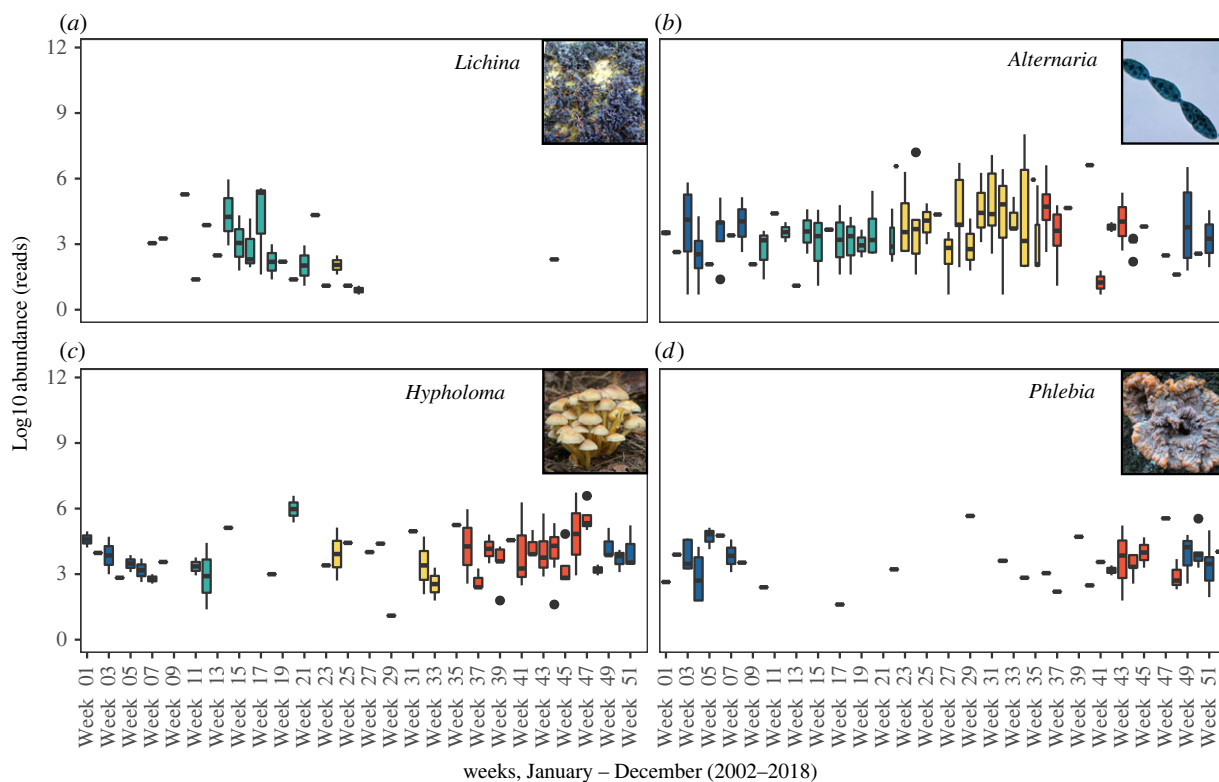 (a) (b)
12 Lichina Alternaria
9
6
3
0
(c) (d)
12 Hypholoma Phlebia
9
6
3
0
Log10 abundance (reads)
Week 01 Week 03 Week 05 Week 07 Week 09 Week 11 Week 13 Week 15 Week 17 Week 19 Week 21 Week 23 Week 25 Week 27 Week 29 Week 31 Week 33 Week 35 Week 37 Week 39 Week 41 Week 43 Week 45 Week 47 Week 49 Week 51 Week 01 Week 03 Week 05 Week 07 Week 09 Week 11 Week 13 Week 15 Week 17 Week 19 Week 21 Week 23 Week 25 Week 27 Week 29 Week 31 Week 33 Week 35 Week 37 Week 39 Week 41 Week 43 Week 45 Week 47 Week 49 Week 51
weeks, January – December (2002–2018)